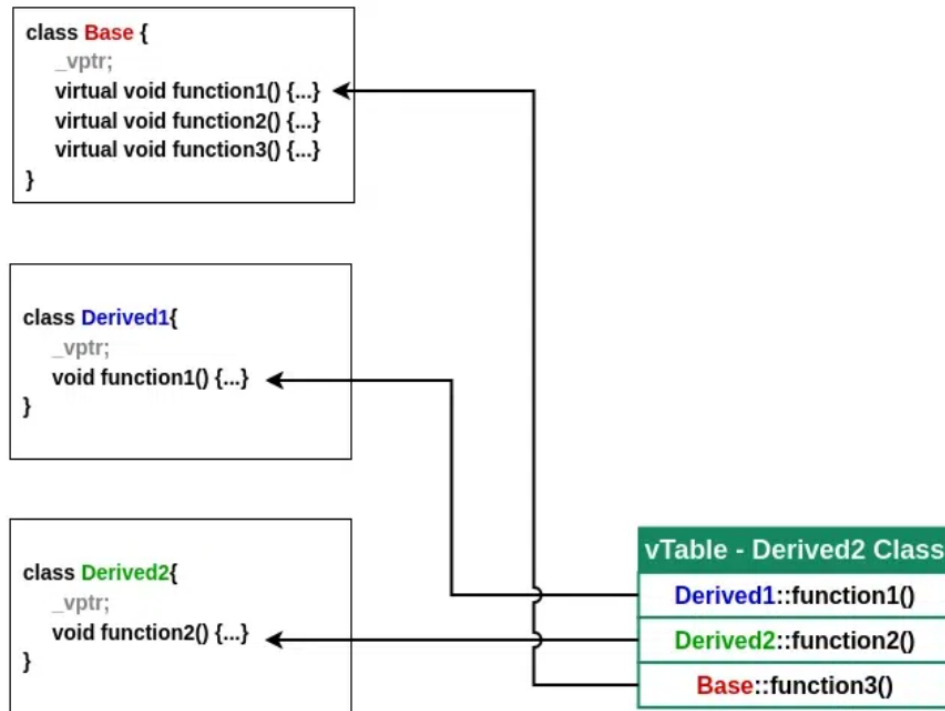 class Base {
_vptr;
virtual void function1() {...}
virtual void function2() {...}
virtual void function3() {...}
}
class Derived1{
_vptr;
void function1() {...}
}
class Derived2{
_vptr;
void function2() {...}
}
vTable - Derived2 Class
Derived1::function1()
Derived2::function2()
Base::function3()